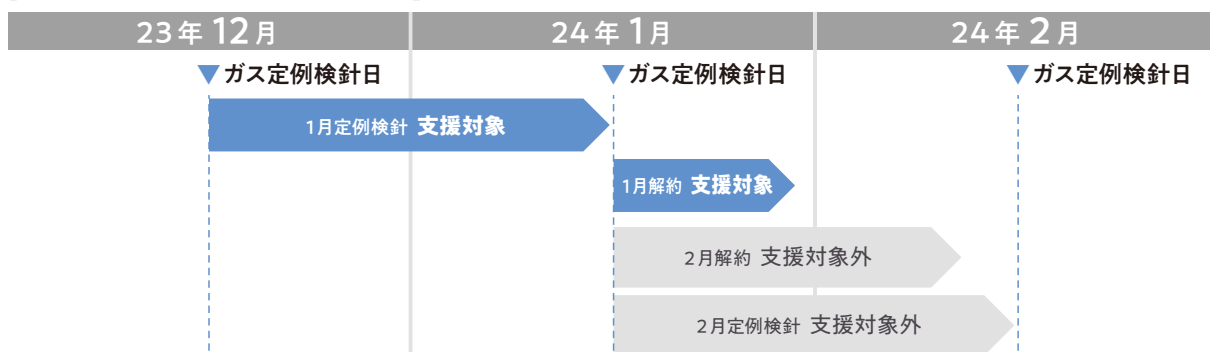 23年12月
24年1月
24年2月
▼ガス定例検針日
▼ガス定例検針日
▼ガス定例検針日
1月定例検針 支援対象
1月解約 支援対象
2月解約 支援対象外
2月定例検針 支援対象外